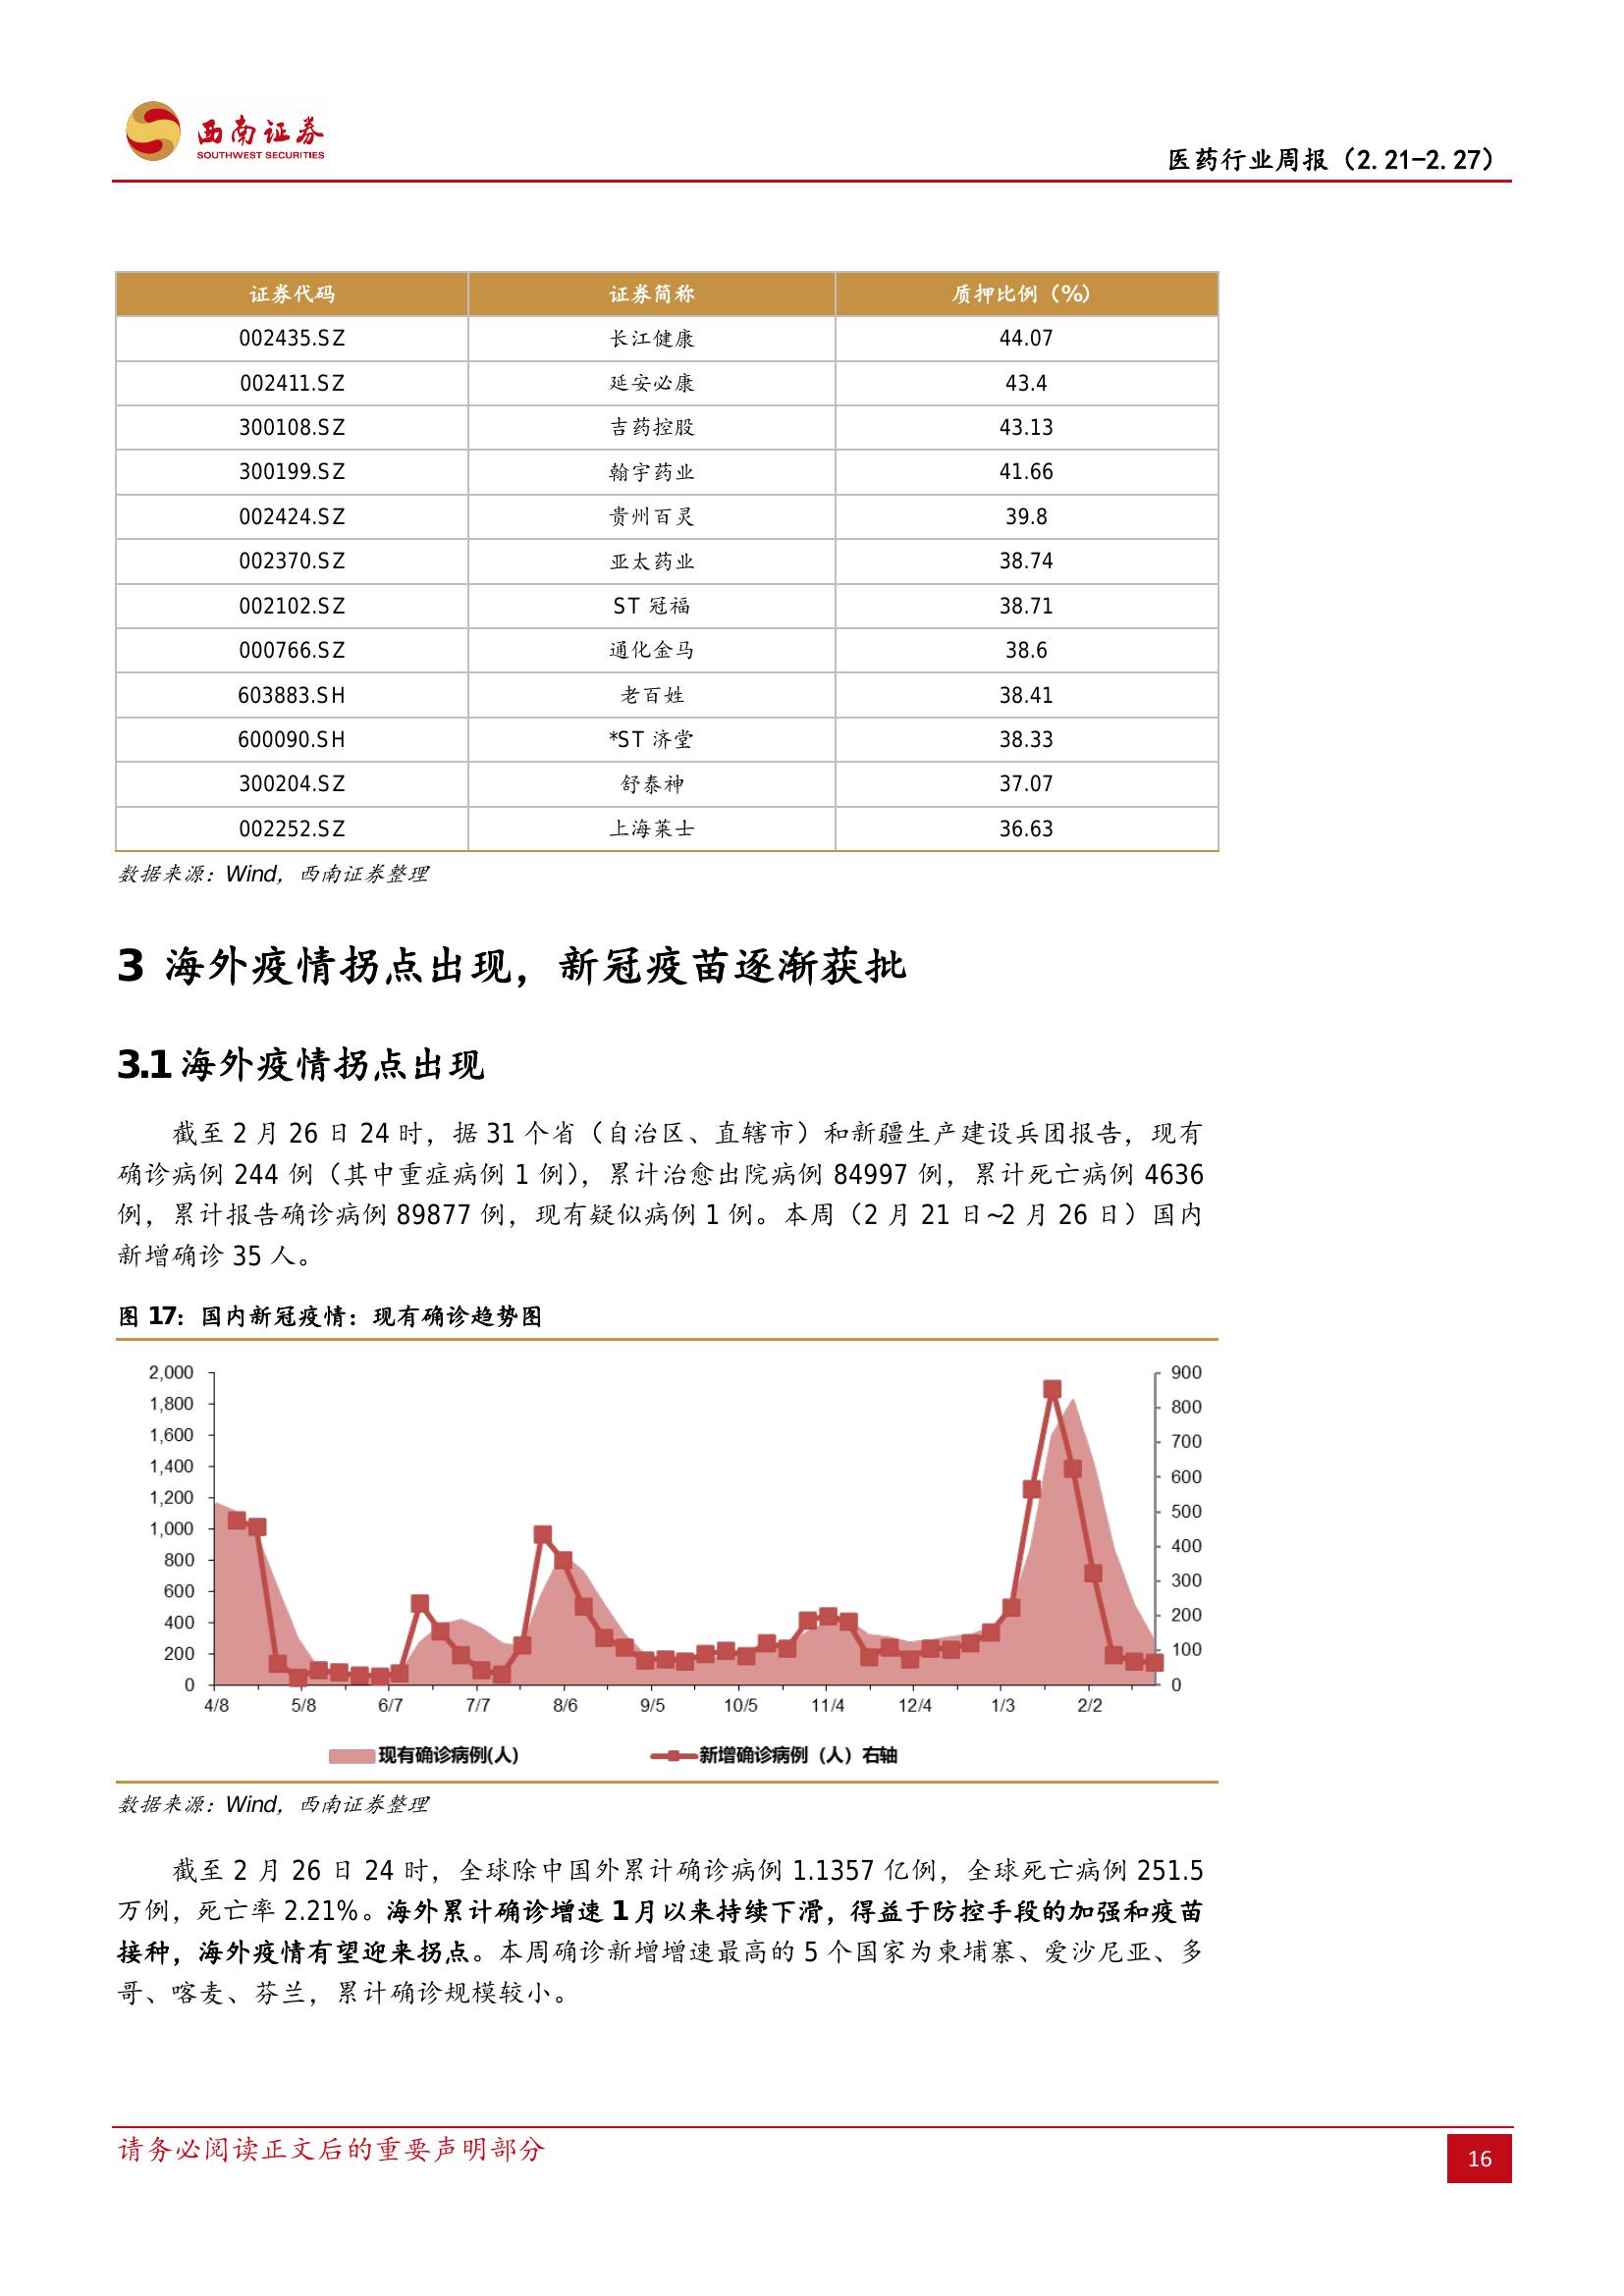 西南证券
SOUTHWEST SECURITIES
医药行业周报（2.21-2.27）
证券代码 证券简称 质押比例（%）
002435.SZ 长江健康 44.07
002411.SZ 延安必康 43.4
300108.SZ 吉药控股 43.13
300199.SZ 翰宇药业 41.66
002424.SZ 贵州百灵 39.8
002370.SZ 亚太药业 38.74
002102.SZ ST 冠福 38.71
000766.SZ 通化金马 38.6
603883.SH 老百姓 38.41
600090.SH *ST 济堂 38.33
300204.SZ 舒泰神 37.07
002252.SZ 上海莱士 36.63
数据来源：Wind，西南证券整理
3 海外疫情拐点出现，新冠疫苗逐渐获批
3.1 海外疫情拐点出现
截至 2 月 26 日 24 时，据 31 个省（自治区、直辖市）和新疆生产建设兵团报告，现有
确诊病例 244 例（其中重症病例 1 例），累计治愈出院病例 84997 例，累计死亡病例 4636
例，累计报告确诊病例 89877 例，现有疑似病例 1 例。本周（2 月 21 日~2 月 26 日）国内
新增确诊 35 人。
图 17：国内新冠疫情：现有确诊趋势图
2,000 900
1,800 800
1,600 700
1,400 600
1,200 500
1,000 400
800 300
600 200
400 100
200 0
0
4/8 5/8 6/7 7/7 8/6 9/5 10/5 11/4 12/4 1/3 2/2
现有确诊病例(人) 新增确诊病例（人）右轴
数据来源：Wind，西南证券整理
截至 2 月 26 日 24 时，全球除中国外累计确诊病例 1.1357 亿例，全球死亡病例 251.5
万例，死亡率 2.21%。海外累计确诊增速 1 月以来持续下滑，得益于防控手段的加强和疫苗
接种，海外疫情有望迎来拐点。本周确诊新增增速最高的 5 个国家为柬埔寨、爱沙尼亚、多
哥、喀麦、芬兰，累计确诊规模较小。
请务必阅读正文后的重要声明部分
16